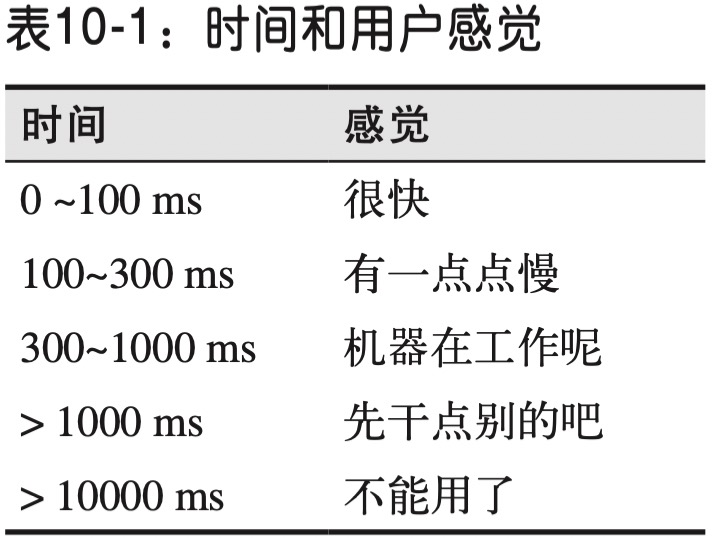 表10-1：时间和用户感觉
时间 感觉
0 ~100 ms 很快
100~300 ms 有一点点慢
300~1000 ms 机器在工作呢
> 1000 ms 先干点别的吧
> 10000 ms 不能用了